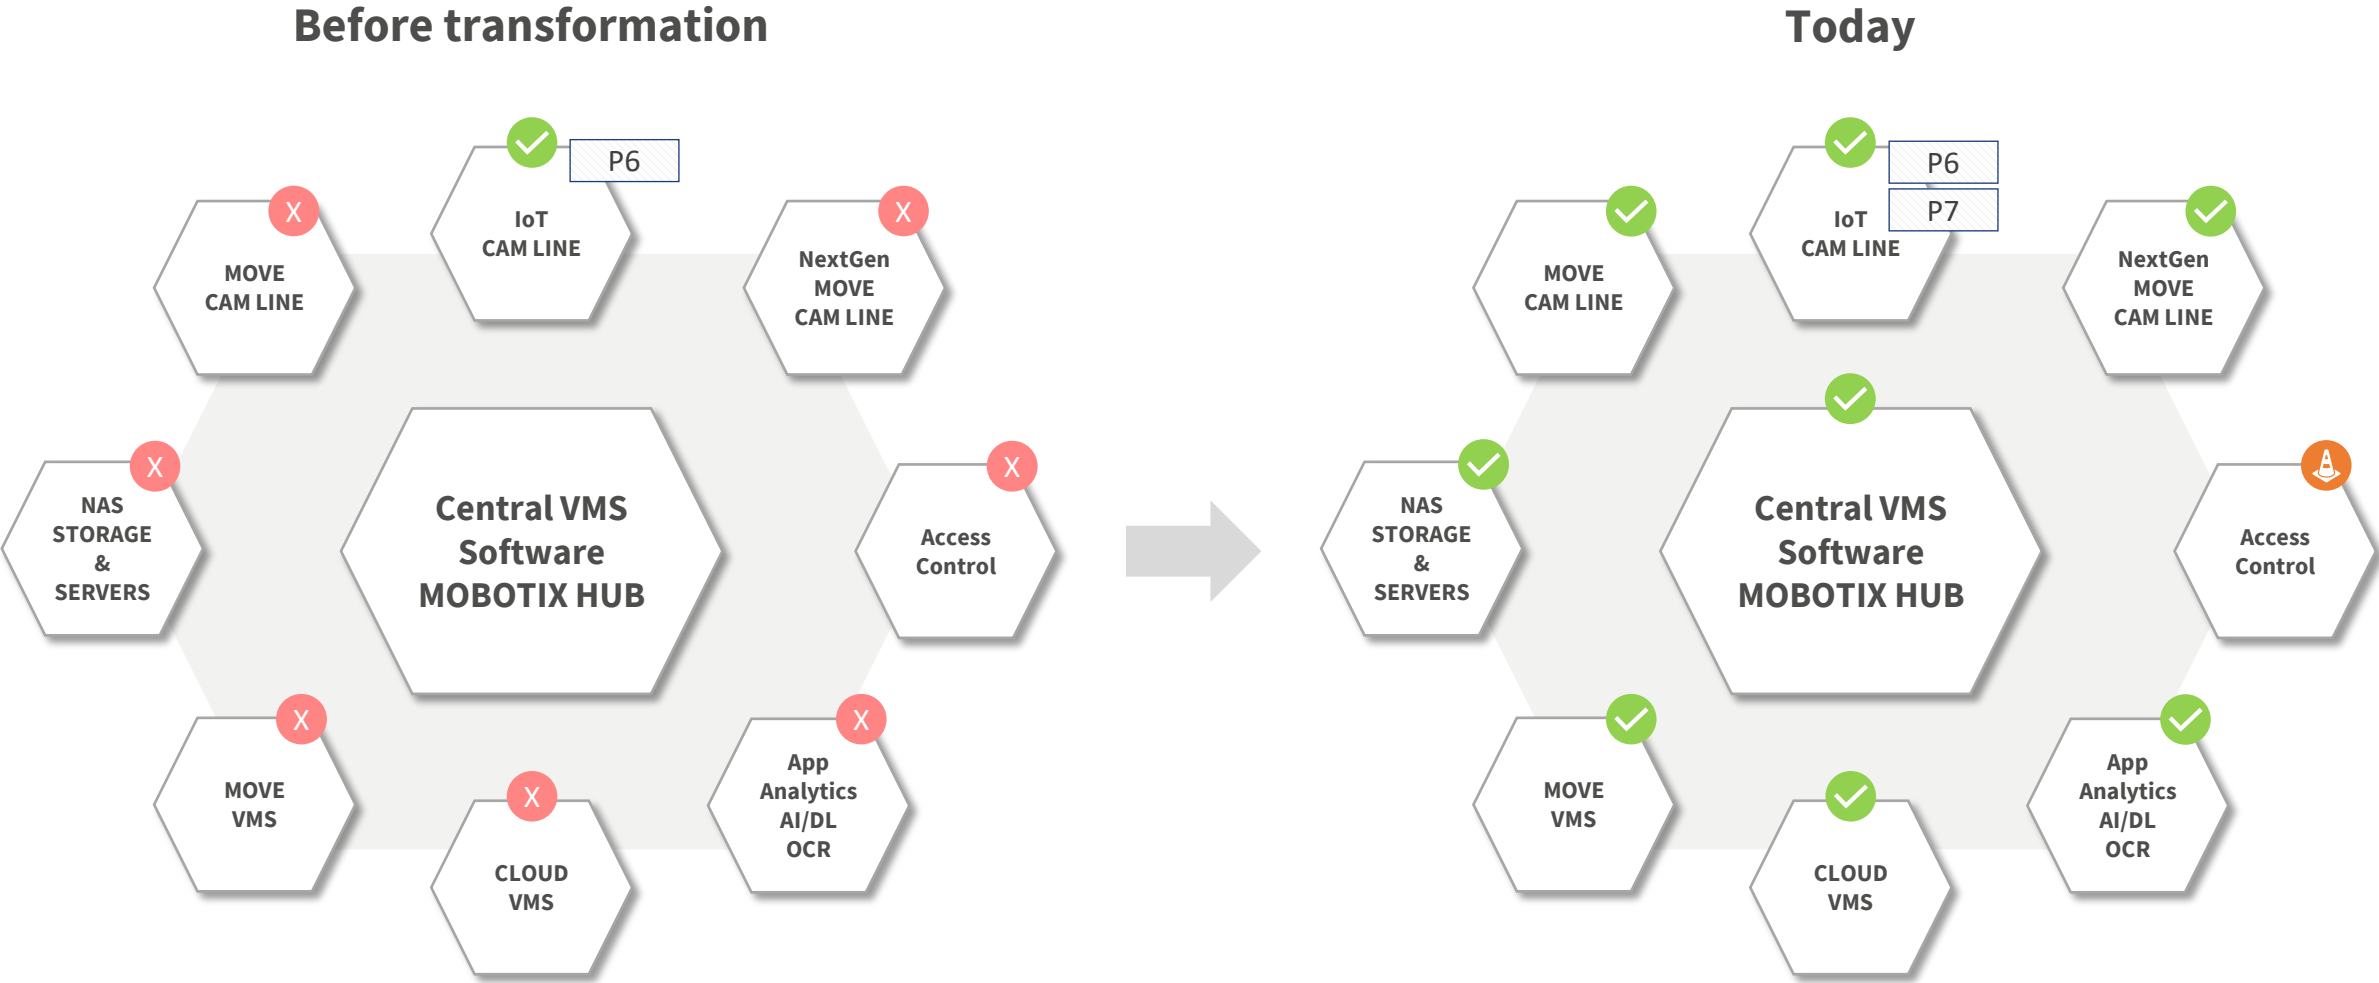 Before transformation
P6
IoT
CAM LINE
X
MOVE
CAM LINE
X
NextGen
MOVE
CAM LINE
X
NAS
STORAGE
&
SERVERS
Central VMS
Software
MOBOTIX HUB
X
Access
Control
X
MOVE
VMS
X
CLOUD
VMS
X
App
Analytics
AI/DL
OCR
Today
P6
P7
IoT
CAM LINE
MOVE
CAM LINE
NextGen
MOVE
CAM LINE
NAS
STORAGE
&
SERVERS
Central VMS
Software
MOBOTIX HUB
Access
Control
MOVE
VMS
CLOUD
VMS
App
Analytics
AI/DL
OCR